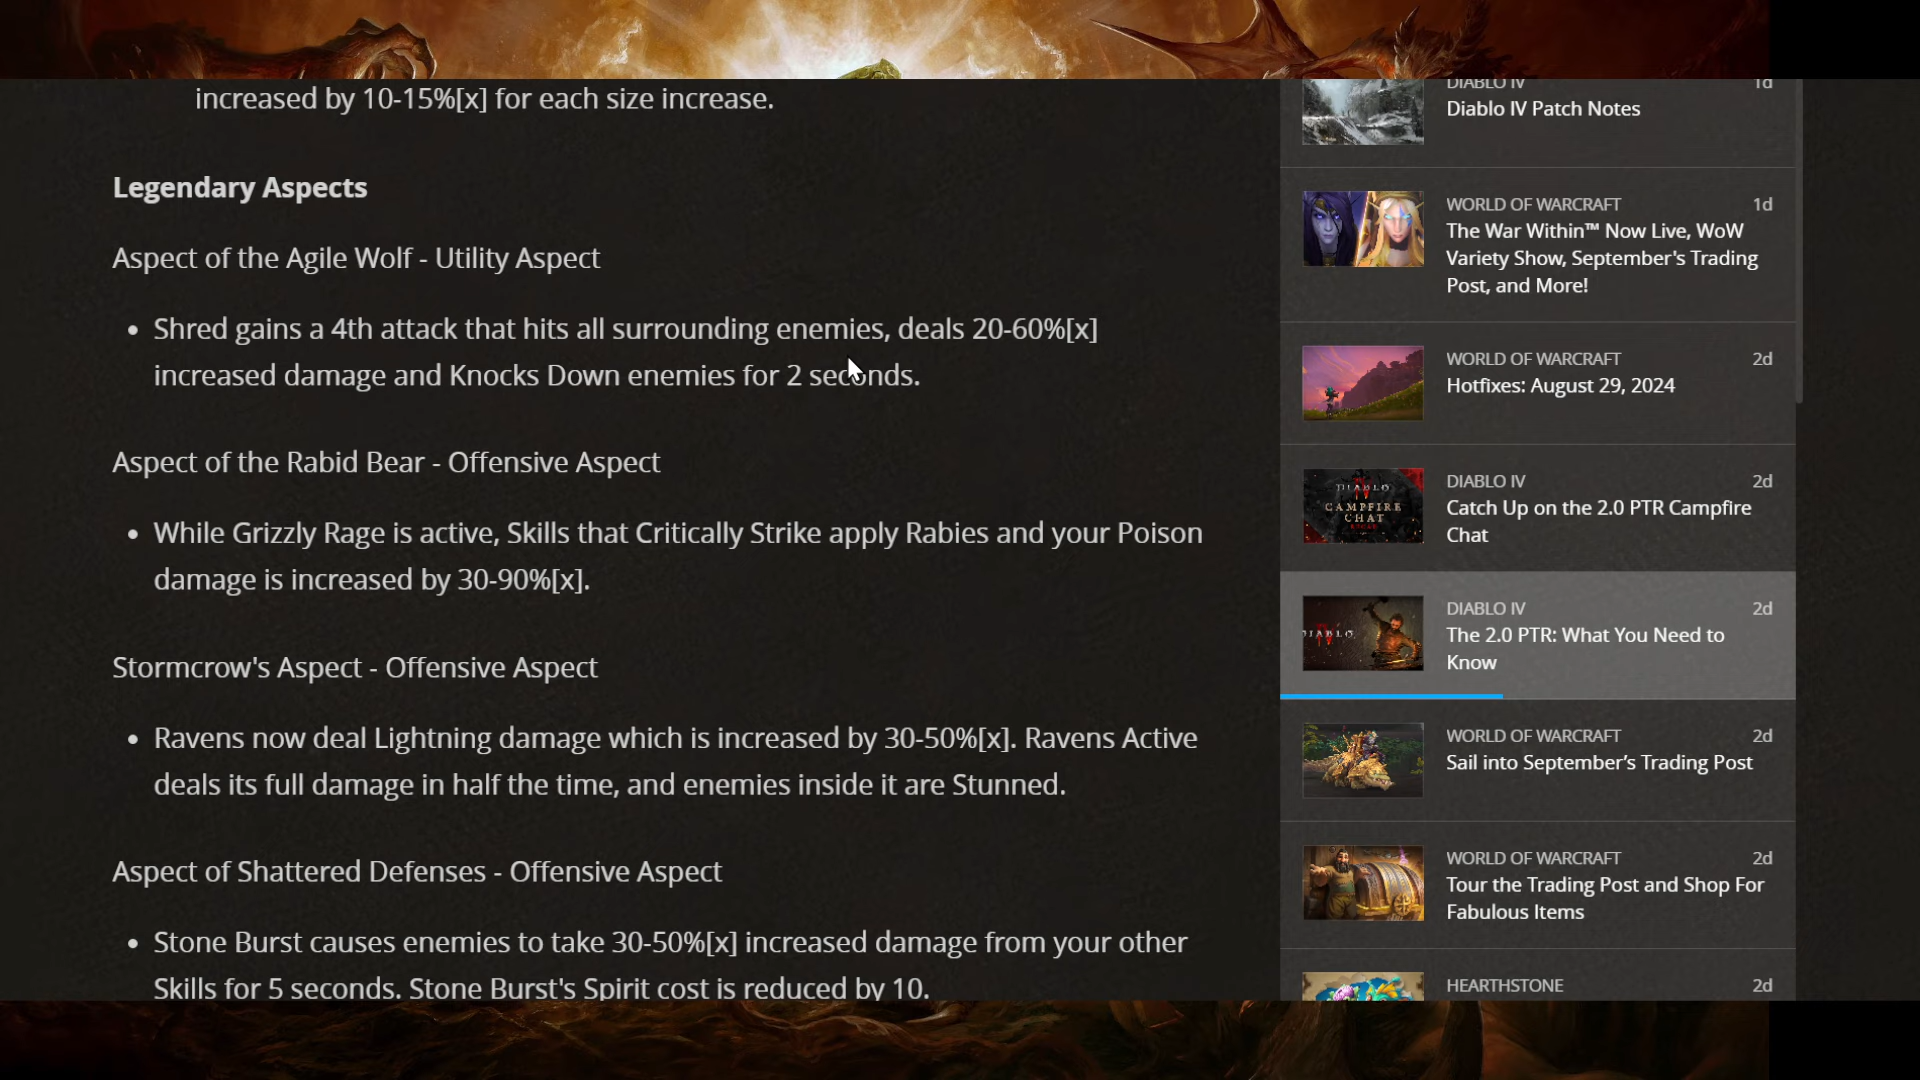 increased by 10-15%[x] for each size increase.
Legendary Aspects
Aspect of the Agile Wolf - Utility Aspect
• Shred gains a 4th attack that hits all surrounding enemies, deals 20-60%[x]
increased damage and Knocks Down enemies for 2 seconds.
Aspect of the Rabid Bear - Offensive Aspect
• While Grizzly Rage is active, Skills that Critically Strike apply Rabies and your Poison
damage is increased by 30-90%[x].
Stormcrow's Aspect - Offensive Aspect
• Ravens now deal Lightning damage which is increased by 30-50%[x]. Ravens Active
deals its full damage in half the time, and enemies inside it are Stunned.
Aspect of Shattered Defenses - Offensive Aspect
• Stone Burst causes enemies to take 30-50%[x] increased damage from your other
Skills for 5 seconds. Stone Burst's Spirit cost is reduced by 10.
DIABLO IV 1d
Diablo IV Patch Notes
WORLD OF WARCRAFT 1d
The War Within™ Now Live, WoW
Variety Show, September's Trading
Post, and More!
WORLD OF WARCRAFT 2d
Hotfixes: August 29, 2024
DIABLO IV
CAMPFIRE
CHAT
DIABLO IV 2d
Catch Up on the 2.0 PTR Campfire
Chat
DIABLO
DIABLO IV 2d
The 2.0 PTR: What You Need to
Know
WORLD OF WARCRAFT 2d
Sail into September’s Trading Post
WORLD OF WARCRAFT 2d
Tour the Trading Post and Shop For
Fabulous Items
HEARTHSTONE 2d